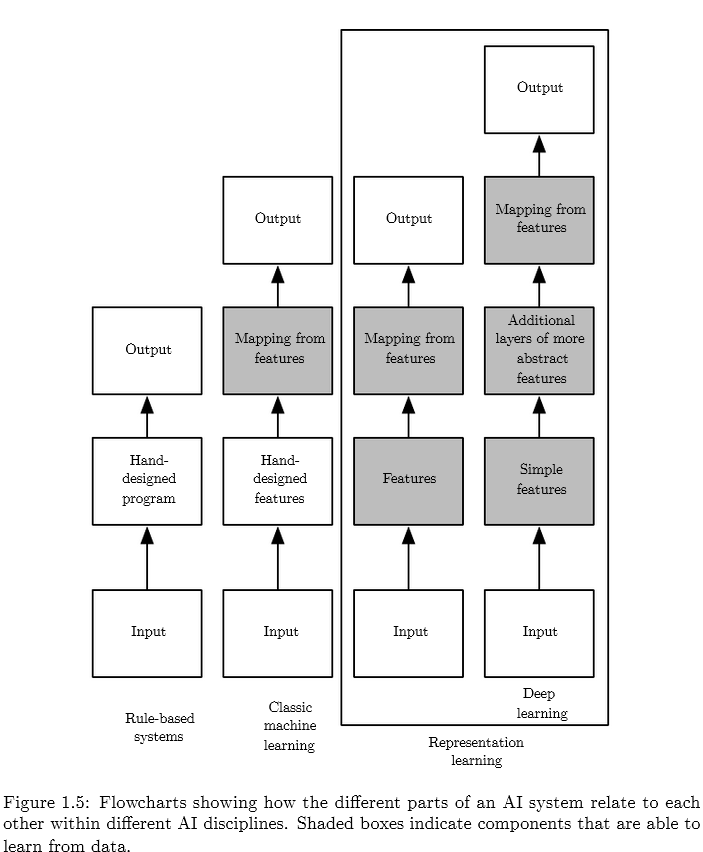 Output
Mapping from
features
Output
Output
Additional
layers of more
abstract
features
Mapping from
features
Mapping from
features
Output
Simple
features
Features
Hand-
designed
features
Hand-
designed
program
Input
Input
Input
Input
Deep
learning
Classic
machine
learning
Rule-based
systems
Representation
learning
Figure 1.5: Flowcharts showing how the different parts of an AI system relate to each
other within different AI disciplines. Shaded boxes indicate components that are able to
learn from data.